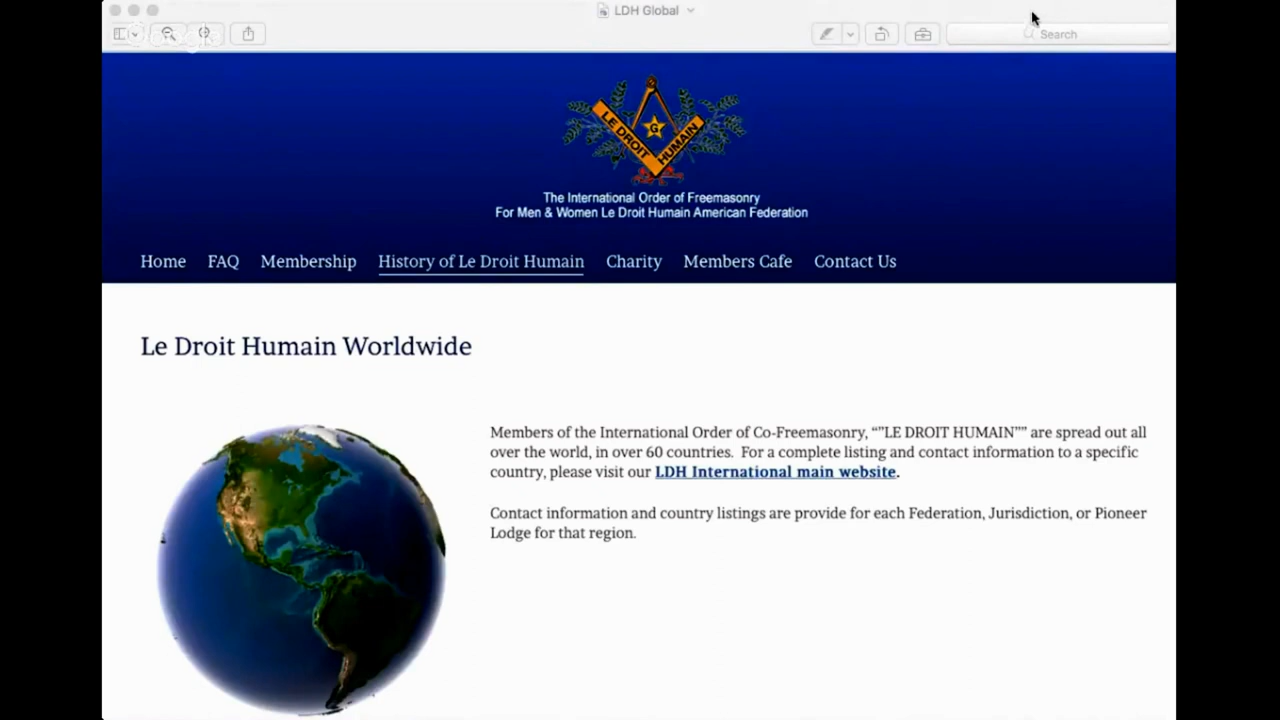 LDH Global
Search
LE DROIT HUMAIN
G
The International Order of Freemasonry
For Men & Women Le Droit Humain American Federation
Home FAQ Membership History of Le Droit Humain Charity Members Cafe Contact Us
Le Droit Humain Worldwide
Members of the International Order of Co-Freemasonry, “”LE DROIT HUMAIN”” are spread out all
over the world, in over 60 countries. For a complete listing and contact information to a specific
country, please visit our LDH International main website.
Contact information and country listings are provide for each Federation, Jurisdiction, or Pioneer
Lodge for that region.